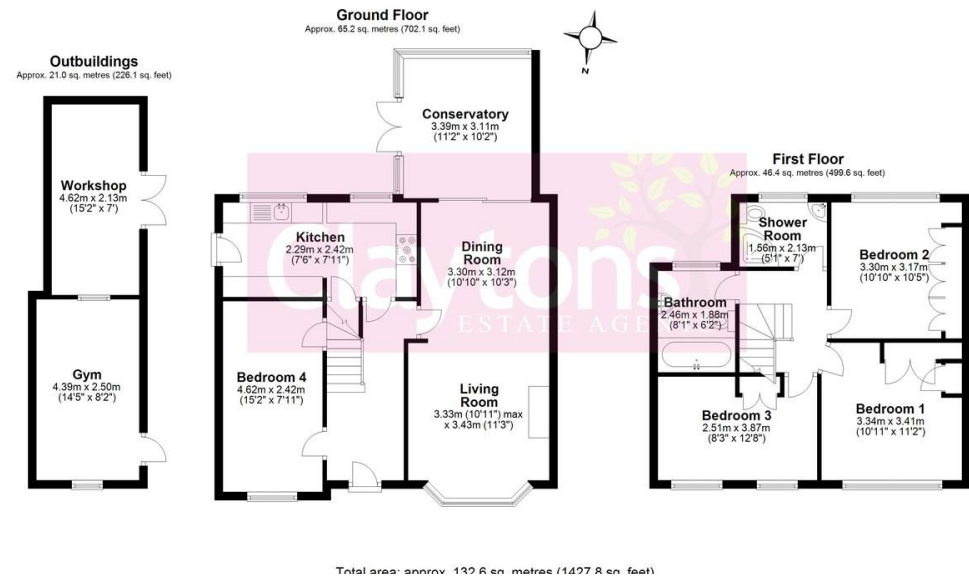 Ground Floor
Approx. 65.2 sq. metres (702.1 sq. feet)
Outbuildings
Approx. 21.0 sq. metres (226.1 sq. feet)
N
Conservatory
3.39m x 3.11m
(11'2" x 10'2")
First Floor
Approx. 46.4 sq. metres (499.6 sq. feet)
Workshop
4.62m x 2.13m
(15'2" x 7')
Kitchen
2.29m x 2.42m
(7'6" x 7'11")
Dining
Room
3.30m x 3.12m
(10'10" x 10'3")
Shower
Room
1.56m x 2.13m
(5'1" x 7')
Bedroom 2
3.30m x 3.17m
(10'10" x 10'5")
Claytons
ESTATE AGEN
Bathroom
2.46m x 1.88m
(8'1" x 6'2")
Gym
4.39m x 2.50m
(14'5" x 8'2")
Bedroom 4
4.62m x 2.42m
(15'2" x 7'11")
Living
Room
3.33m (10'11") max
x 3.43m (11'3")
Bedroom 3
2.51m x 3.87m
(8'3" x 12'8")
Bedroom 1
3.34m x 3.41m
(10'11" x 11'2")
Total area: approx. 132.6 sq. metres (1427.8 sq. feet)